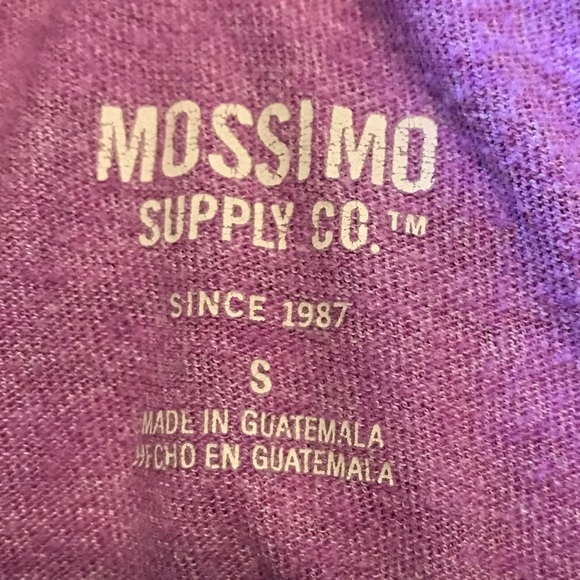 MOSSIMO
SUPPLY CO.™
SINCE 1987
S
MADE IN GUATEMALA
HECHO EN GUATEMALA